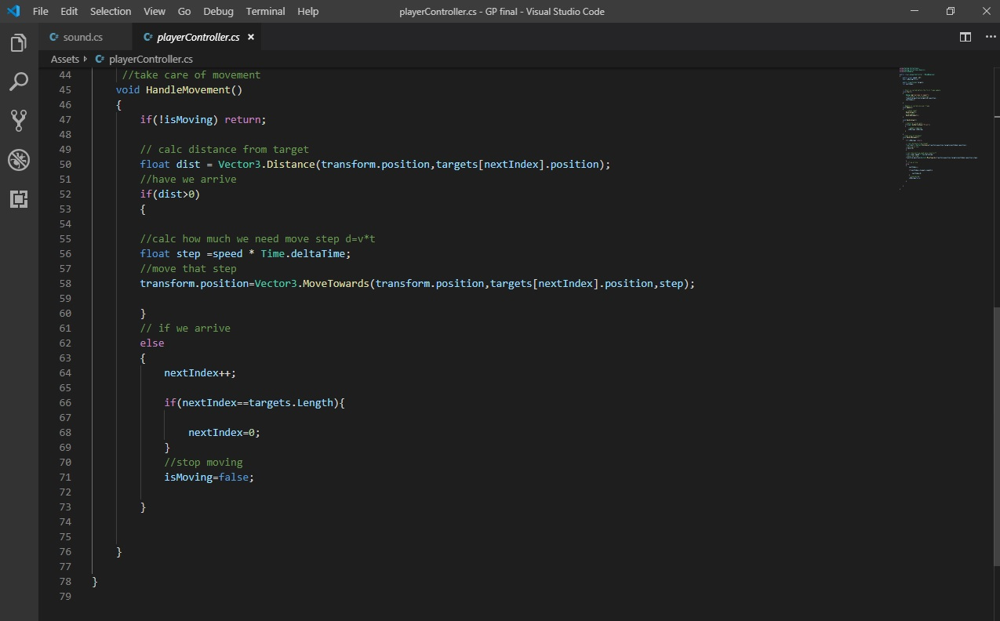 File Edit Selection View Go Debug Terminal Help playerController.cs - GP final - Visual Studio Code
C# sound.cs C# playerController.cs ×
Assets C# playerController.cs
44 //take care of movement
45 void HandleMovement()
46 {
47 if(!isMoving) return;
48
49 // calc distance from target
50 float dist = Vector3.Distance(transform.position,targets[nextIndex].position);
51 //have we arrive
52 if(dist>0)
53 {
54
55 //calc how much we need move step d=v*t
56 float step =speed * Time.deltaTime;
57 //move that step
58 transform.position=Vector3.MoveTowards(transform.position,targets[nextIndex].position,step);
59
60 }
61 // if we arrive
62 else
63 {
64 nextIndex++;
65
66 if(nextIndex==targets.Length){
67
68 nextIndex=0;
69 }
70 //stop moving
71 isMoving=false;
72
73 }
74
75
76 }
77
78 }
79